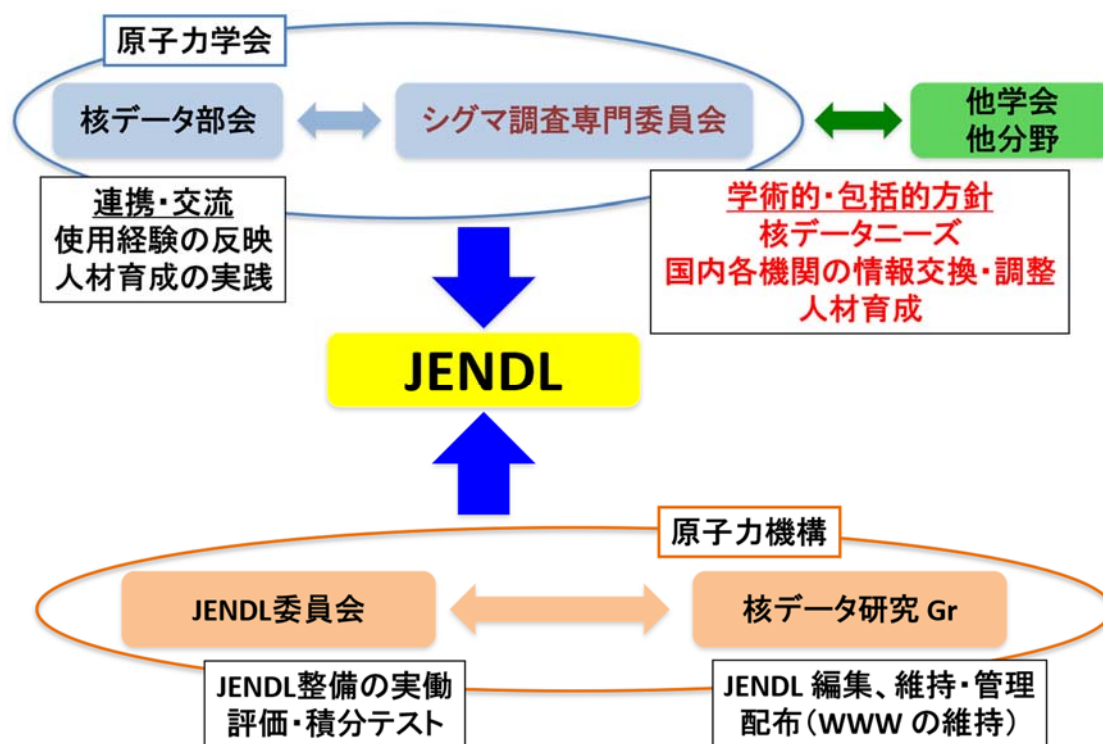 原子力学会
核データ部会
シグマ調査専門委員会
他学会
他分野
連携・交流
使用経験の反映
人材育成の実践
学術的・包括的方針
核データニーズ
国内各機関の情報交換・調整
人材育成
JENDL
原子力機構
JENDL委員会
核データ研究 Gr
JENDL整備の実働
評価・積分テスト
JENDL 編集、維持・管理
配布(WWW の維持)